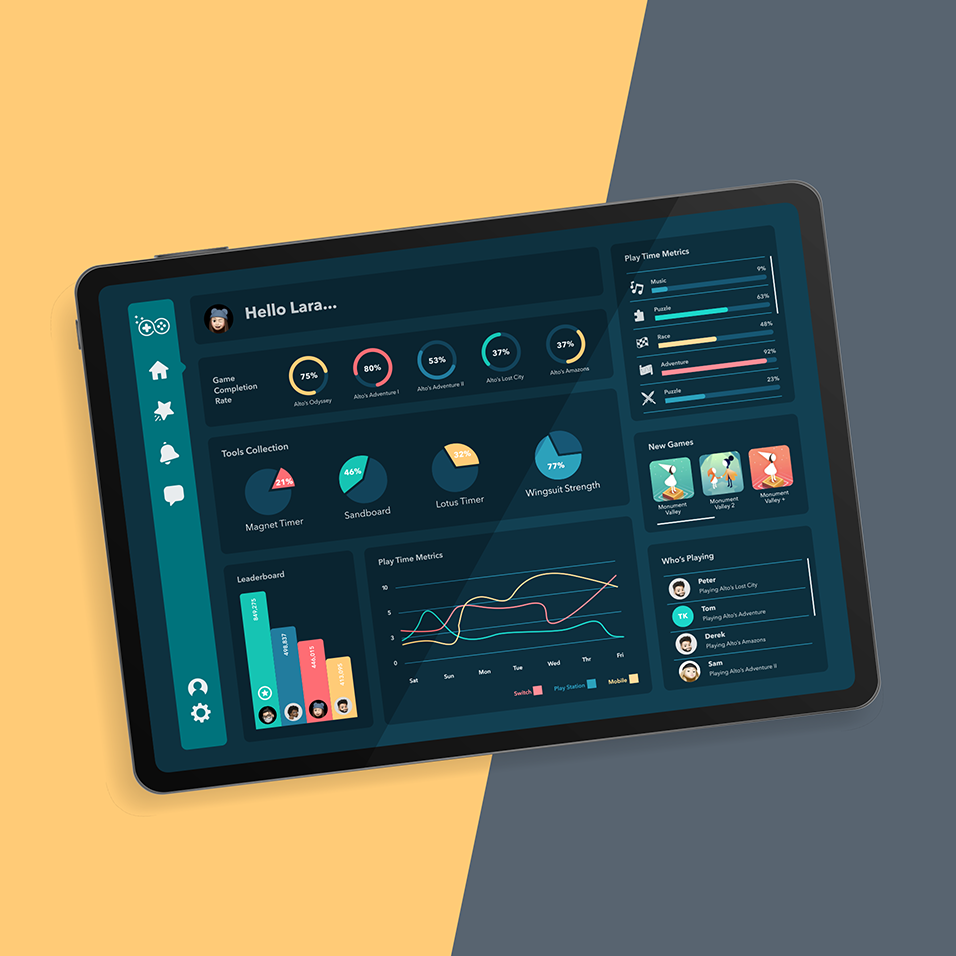 Hello Lara...
Game
Completion
Rate
75%
Alto's Odyssey
80%
Alto's Adventure I
53%
Alto's Adventure II
37%
Alto's Lost City
37%
Alto's Amazons
Tools Collection
21%
Magnet Timer
46%
Sandboard
32%
Lotus Timer
77%
Wingsuit Strength
Leaderboard
849,275
498,837
446,015
Play Time Metrics
10
5
3
0
Sat
Sun
Mon
Tue
Wed
Thr
Fri
Switch
Play Station
Mobile
Play Time Metrics
Music
9%
Puzzle
63%
Race
48%
Adventure
92%
Puzzle
23%
New Games
Monument
Valley
Monument
Valley 2
Monument
Valley +
Who's Playing
Peter
Playing Alto's Lost City
TK
Tom
Playing Alto's Adventure
Derek
Playing Alto's Amazons
Sam
Playing Alto's Adventure II